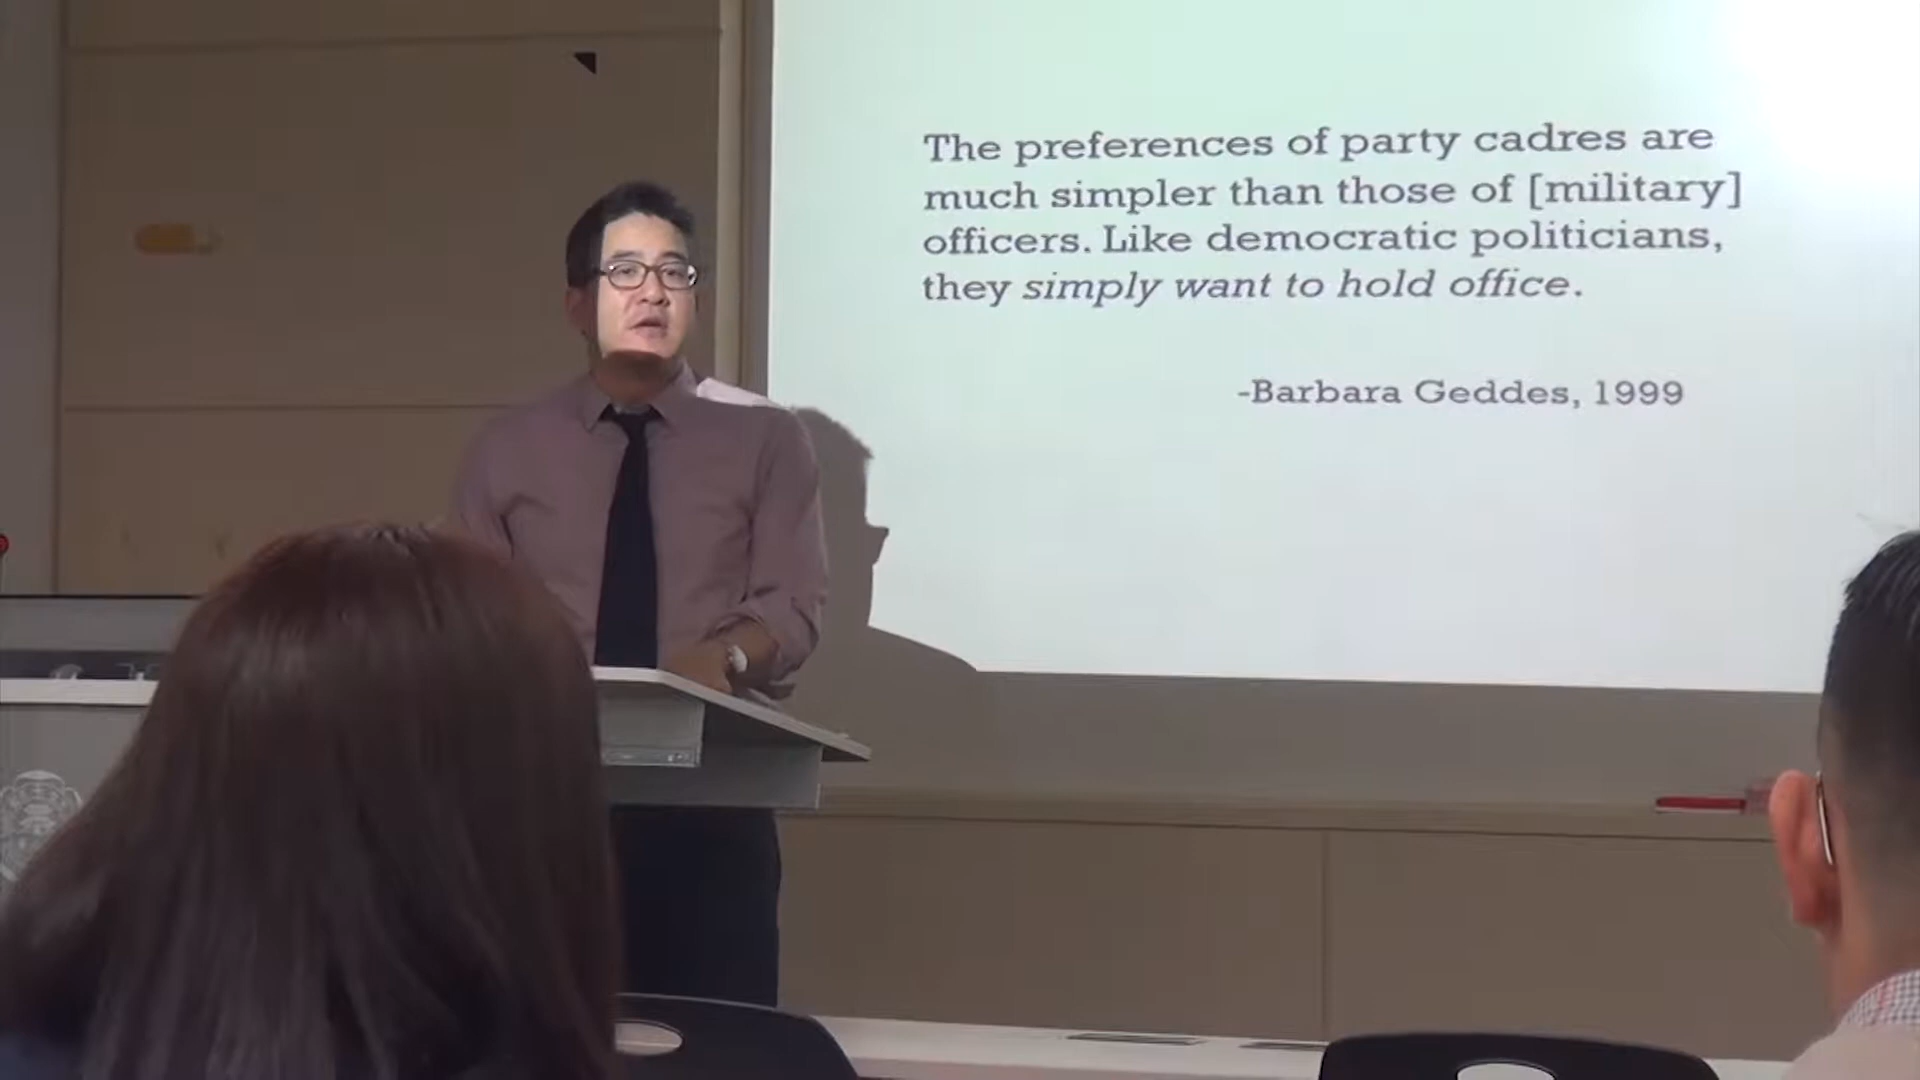 The preferences of party cadres are
much simpler than those of [military]
officers. Like democratic politicians,
they simply want to hold office.
-Barbara Geddes, 1999